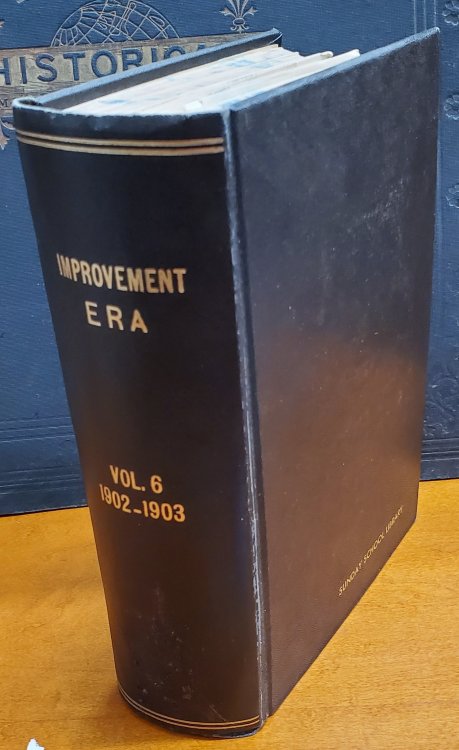 HISTORICA
IMPROVEMENT
ERA
VOL. 6
1902-1903
SUNDAY SCHOOL LIBRARY